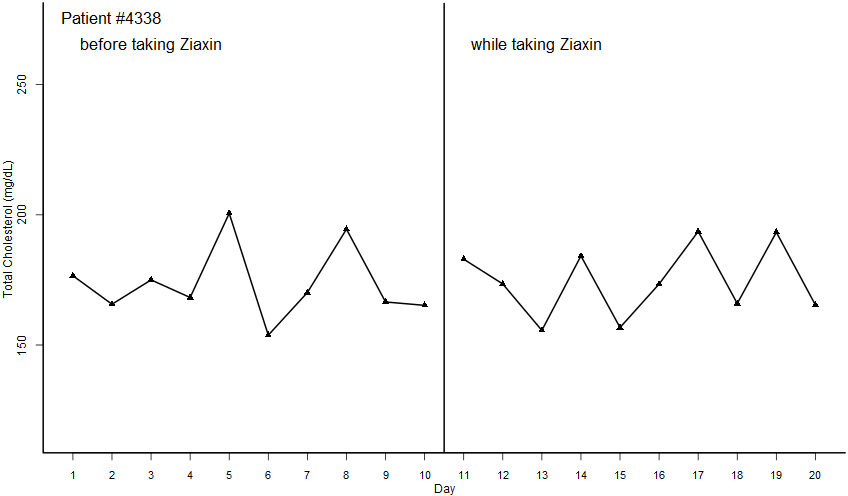 Patient #4338
before taking Ziaxin
while taking Ziaxin
Total Cholesterol (mg/dL)
250
200
150
1 2 3 4 5 6 7 8 9 10 11 12 13 14 15 16 17 18 19 20
Day